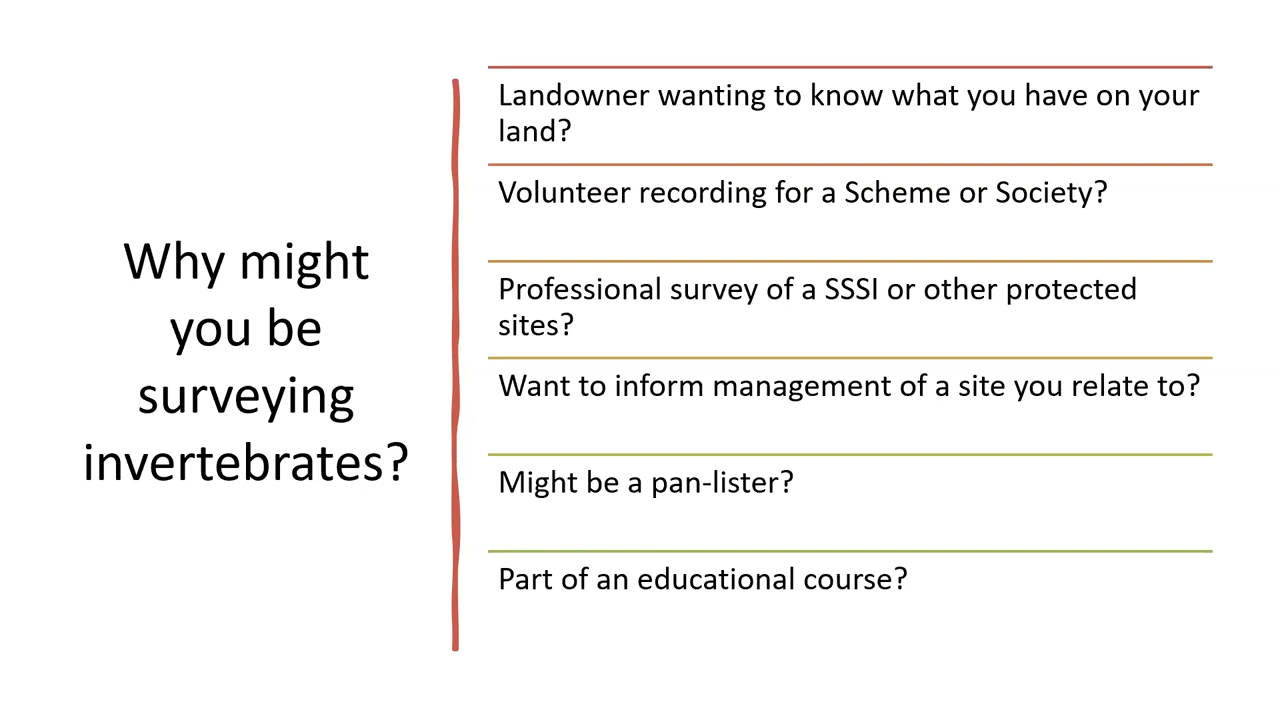 Why might
you be
surveying
invertebrates?
Landowner wanting to know what you have on your
land?
Volunteer recording for a Scheme or Society?
Professional survey of a SSSI or other protected
sites?
Want to inform management of a site you relate to?
Might be a pan-lister?
Part of an educational course?